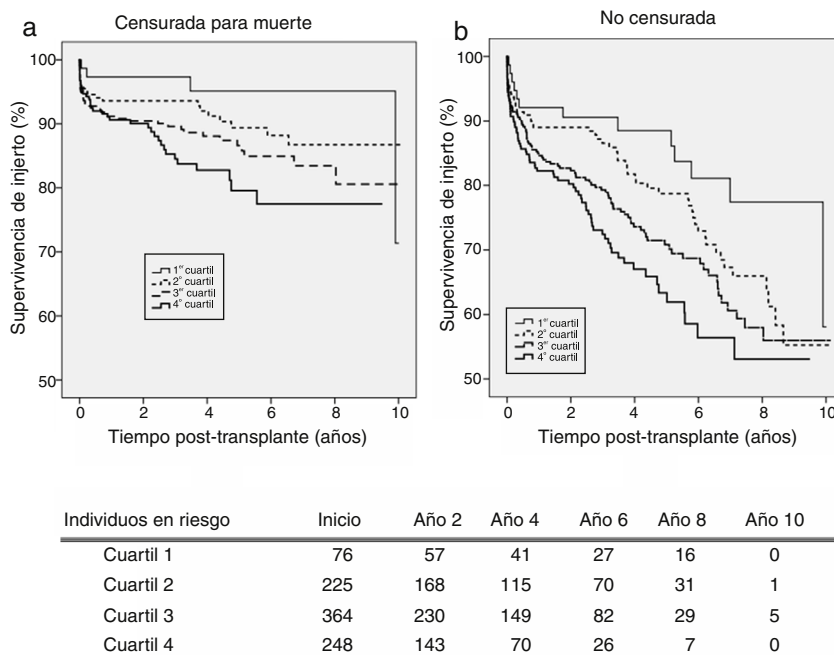 a
Censurada para muerte
Supervivencia de injerto (%)
100
90
80
70
60
50
1er cuartil
2º cuartil
3er cuartil
4º cuartil
0 2 4 6 8 10
Tiempo post-transplante (años)
b
No censurada
Supervivencia de injerto (%)
100
90
80
70
60
50
1er cuartil
2º cuartil
3er cuartil
4º cuartil
0 2 4 6 8 10
Tiempo post-transplante (años)
Individuos en riesgo Inicio Año 2 Año 4 Año 6 Año 8 Año 10
Cuartil 1 76 57 41 27 16 0
Cuartil 2 225 168 115 70 31 1
Cuartil 3 364 230 149 82 29 5
Cuartil 4 248 143 70 26 7 0